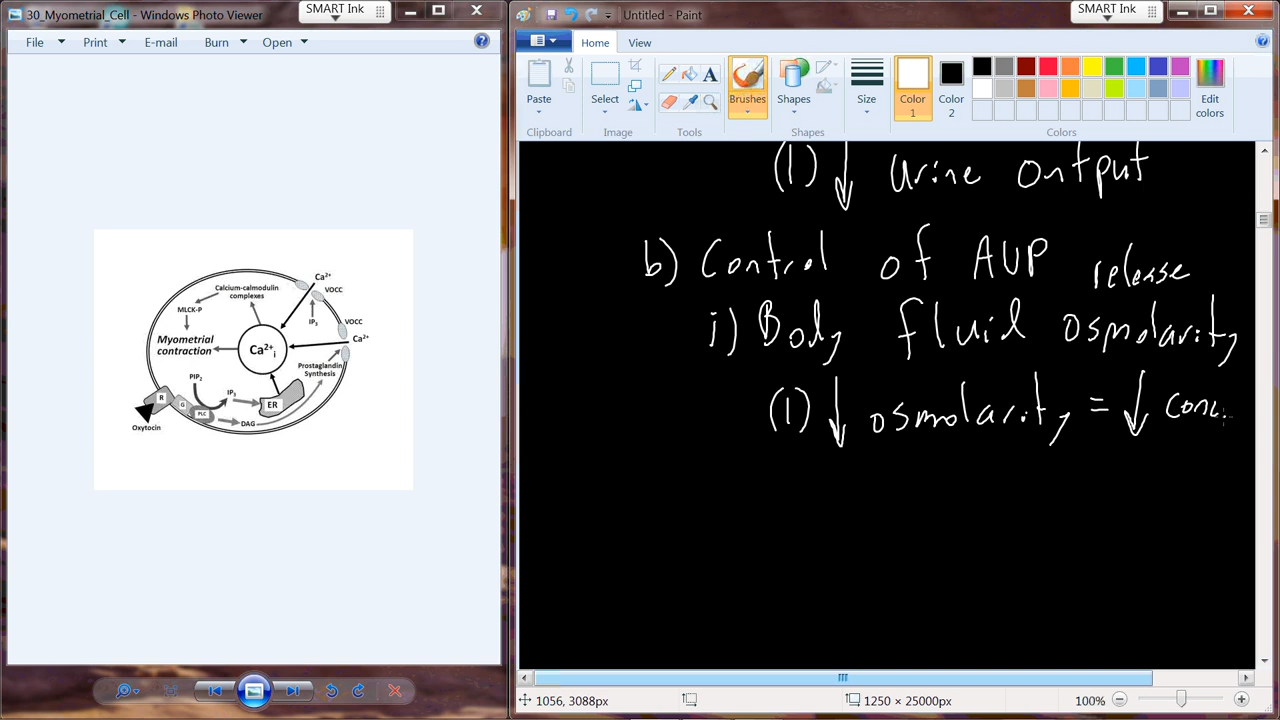 30_Myometrial_Cell - Windows Photo Viewer
SMART Ink
File Print E-mail Burn Open
Ca2+
VOCC
Calcium-calmodulin
complexes
MLCK-P
IP3
VOCC
Ca2+
Myometrial
contraction
Ca2+i
Prostaglandin
Synthesis
PIP2
IP3
ER
R
G
PLC
DAG
Oxytocin
Untitled - Paint
SMART Ink
Home View
Paste
Select
Brushes
Shapes
Size
Color
1
Color
2
Edit
colors
Clipboard Image Tools Shapes Colors
(1) ↓ Urine output
b) Control of AVP release
i) Body fluid osmolarity
(1) ↓ osmolarity = ↓ conc
1056, 3088px
1250 × 25000px
100%